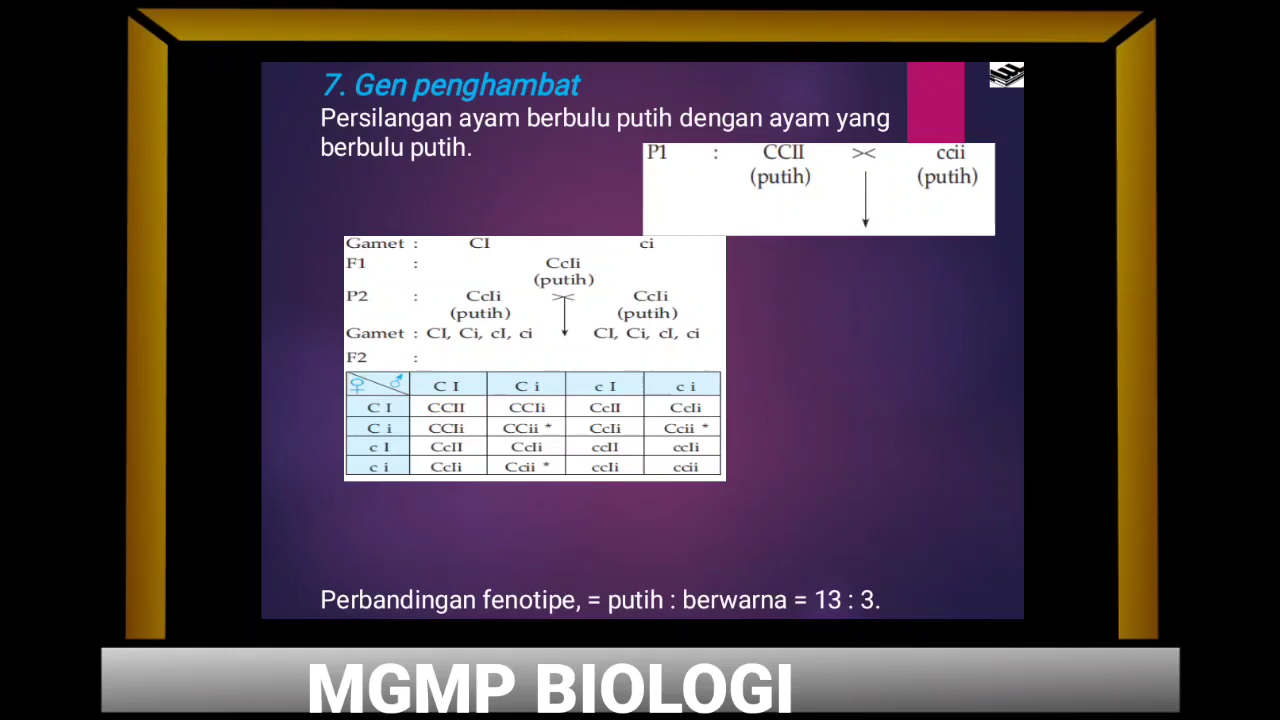 7. Gen penghambat
Persilangan ayam berbulu putih dengan ayam yang
berbulu putih.
P1 : CCII >< ccii
(putih) (putih)
Gamet : CI ci
F1 : CcIi
(putih)
P2 : CcIi >< CcIi
(putih) (putih)
Gamet : CI, Ci, cI, ci CI, Ci, cI, ci
F2 :
♀ ♂ C I C i c I c i
C I CCII CCIi CcII CcIi
C i CCIi CCii * CcIi Ccii *
c I CcII CcIi ccII ccIi
c i CcIi Ccii * ccIi ccii
Perbandingan fenotipe, = putih : berwarna = 13 : 3.
MGMP BIOLOGI